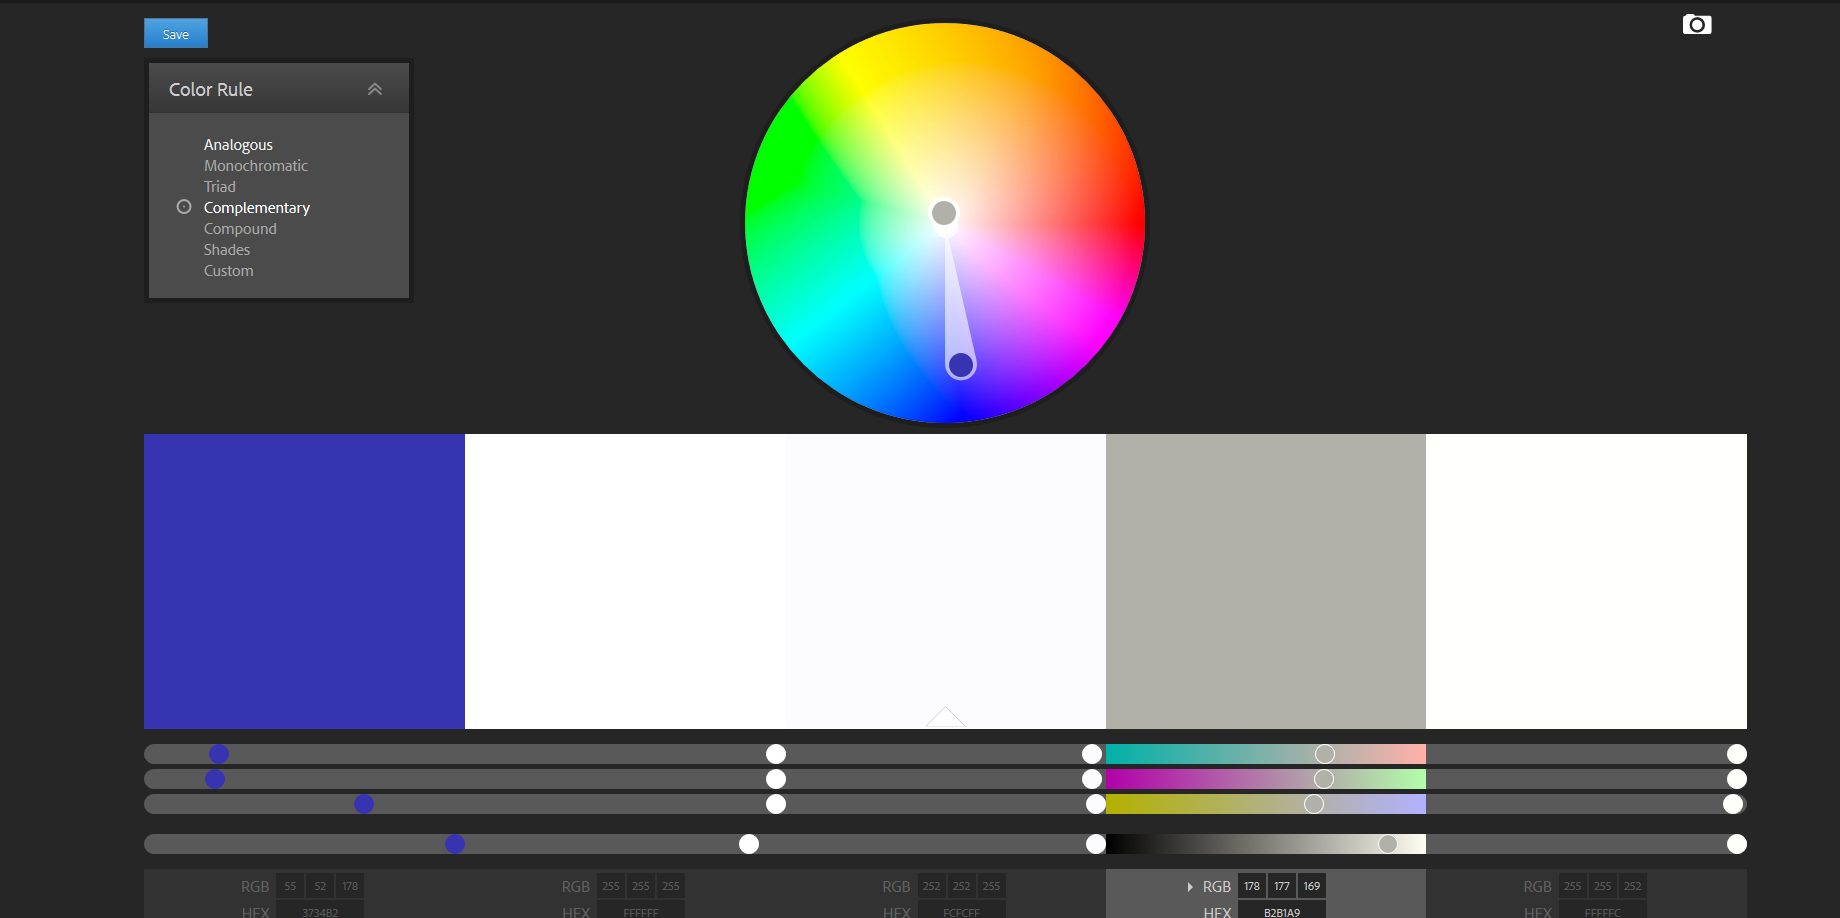 Save
Color Rule
Analogous
Monochromatic
Triad
Complementary
Compound
Shades
Custom
RGB 55 52 178 RGB 255 255 255 RGB 252 252 255 RGB 178 177 169 RGB 255 255 252
HEX 3734B2 HEX FFFFFF HEX FCFCFF HEX B2B1A9 HEX FFFFFC